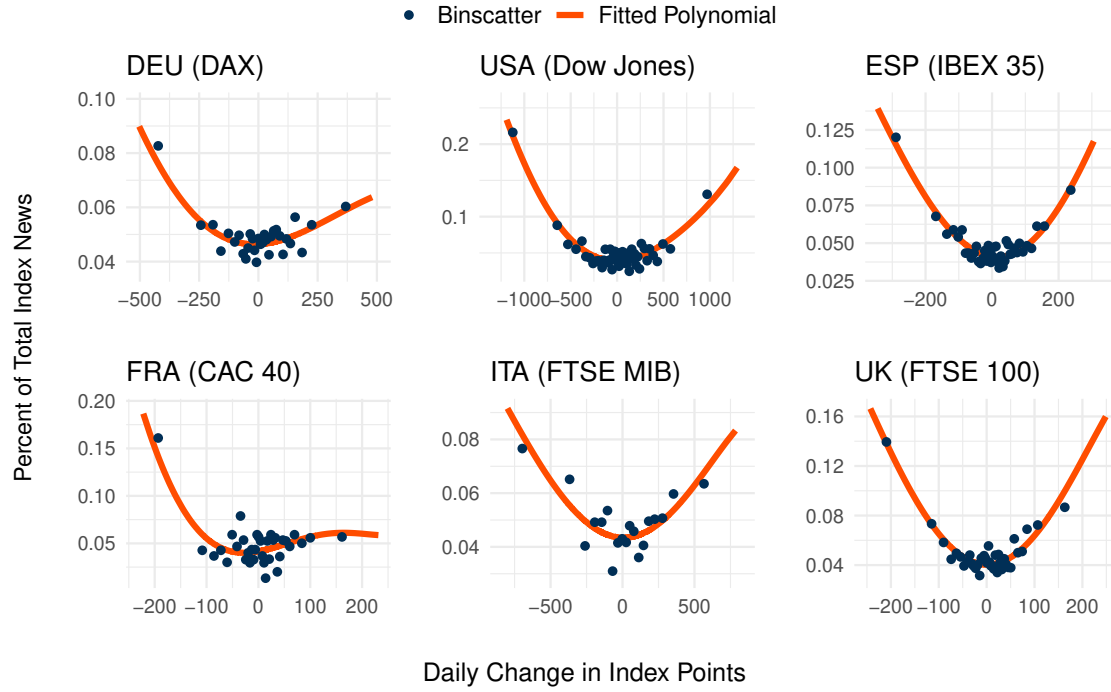 Binscatter Fitted Polynomial
DEU (DAX) USA (Dow Jones) ESP (IBEX 35)
0.10
0.08
0.06
0.04
−500 −250 0 250 500
0.2
0.1
−1000 −500 0 500 1000
0.125
0.100
0.075
0.050
0.025
−200 0 200
Percent of Total Index News
FRA (CAC 40) ITA (FTSE MIB) UK (FTSE 100)
0.20
0.15
0.10
0.05
−200 −100 0 100 200
0.08
0.06
0.04
−500 0 500
0.16
0.12
0.08
0.04
−200 −100 0 100 200
Daily Change in Index Points